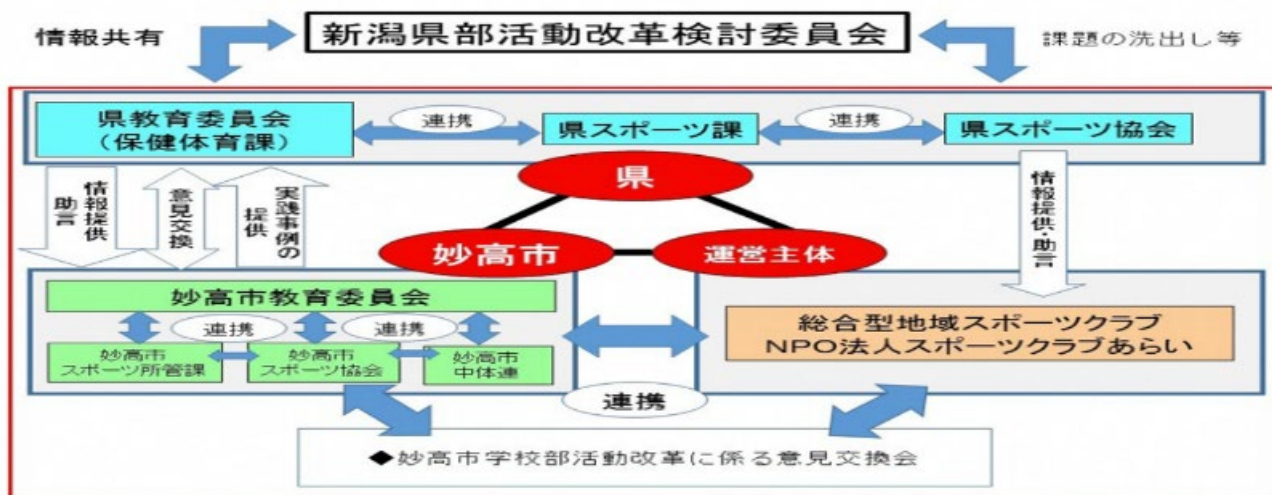 情報共有
新潟県部活動改革検討委員会
課題の洗出し等
県教育委員会
(保健体育課)
連携
県スポーツ課
連携
県スポーツ協会
県
妙高市
運営主体
情報提供
助言
意見交換
実践事例の
提供
情報提供・助言
妙高市教育委員会
連携
連携
妙高市
スポーツ所管課
妙高市
スポーツ協会
妙高市
中体連
総合型地域スポーツクラブ
NPO法人スポーツクラブあらい
連携
◆妙高市学校部活動改革に係る意見交換会